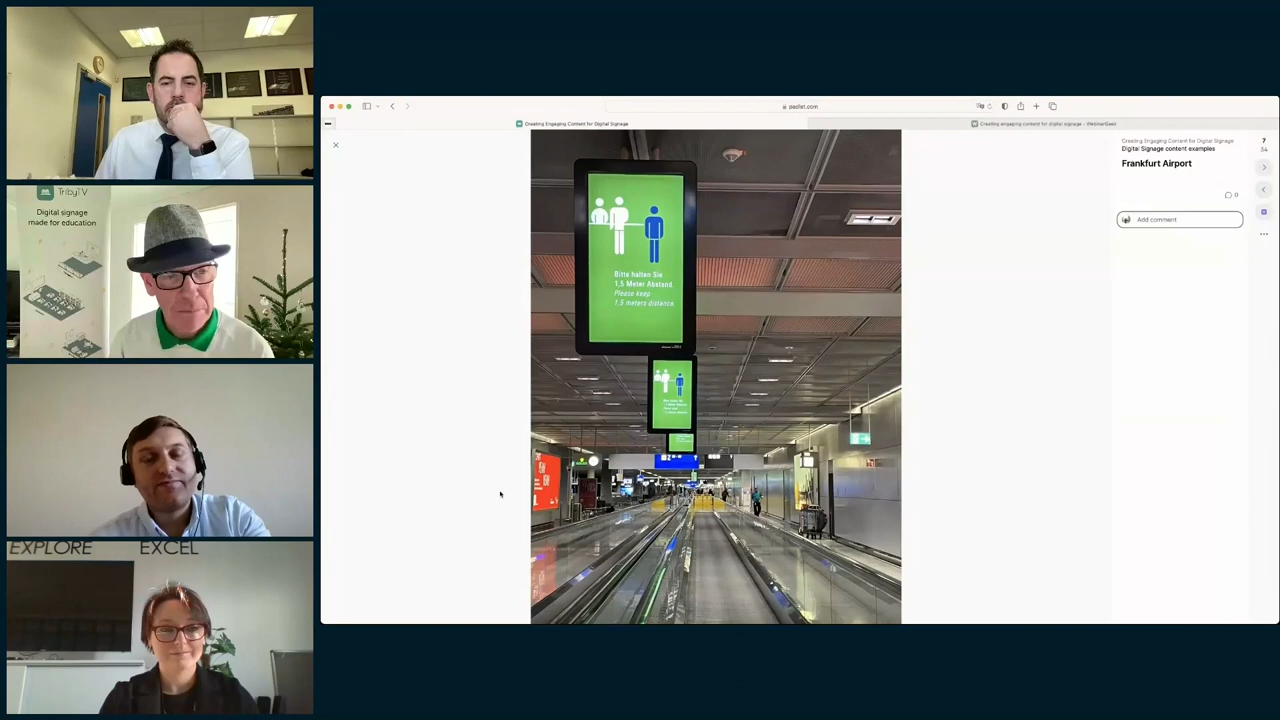 TribyTV
Digital signage
made for education
EXPLORE EXCEL
padlet.com
Creating Engaging Content for Digital Signage
Creating engaging content for digital signage - WebinarGeek
Bitte halten Sie
1,5 Meter Abstand.
Please keep
1,5 meters distance.
Creating Engaging Content for Digital Signage
Digital Signage content examples
Frankfurt Airport
7
34
0
Add comment